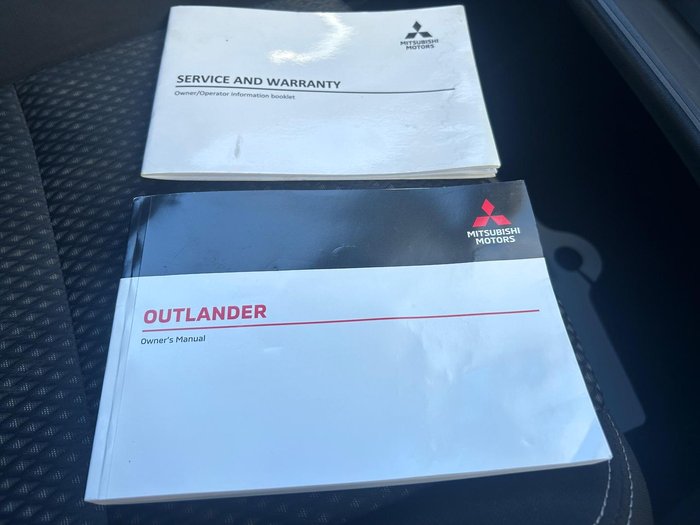 MITSUBISHI
MOTORS
SERVICE AND WARRANTY
Owner/Operator Information booklet
MITSUBISHI
MOTORS
OUTLANDER
Owner's Manual